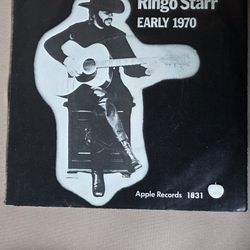 Ringo Starr
EARLY 1970
Apple Records 1831